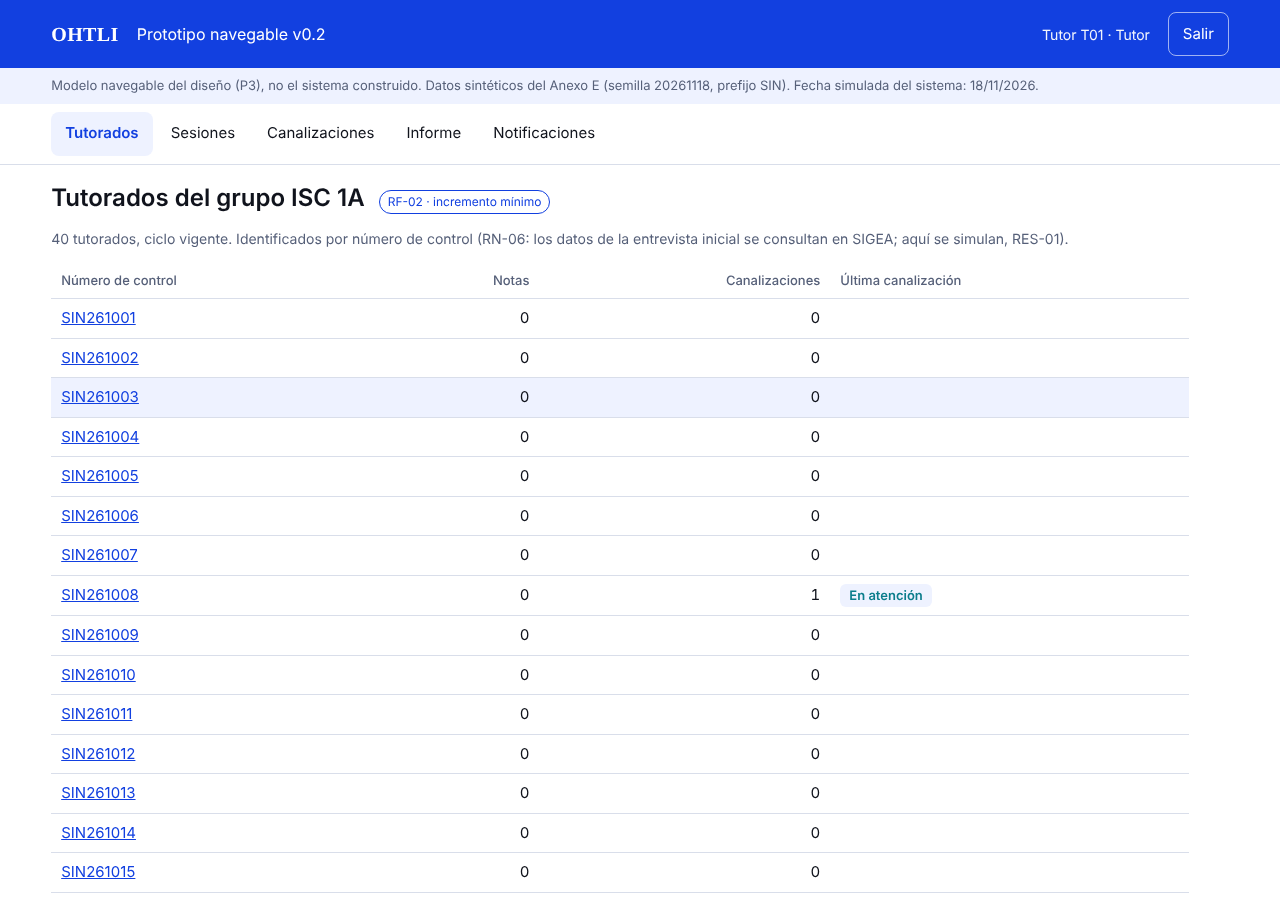 OHTLI Prototipo navegable v0.2 Tutor T01 · Tutor Salir
Modelo navegable del diseño (P3), no el sistema construido. Datos sintéticos del Anexo E (semilla 20261118, prefijo SIN). Fecha simulada del sistema: 18/11/2026.
Tutorados Sesiones Canalizaciones Informe Notificaciones
Tutorados del grupo ISC 1A RF-02 · incremento mínimo
40 tutorados, ciclo vigente. Identificados por número de control (RN-06: los datos de la entrevista inicial se consultan en SIGEA; aquí se simulan, RES-01).
Número de control Notas Canalizaciones Última canalización
SIN261001 0 0
SIN261002 0 0
SIN261003 0 0
SIN261004 0 0
SIN261005 0 0
SIN261006 0 0
SIN261007 0 0
SIN261008 0 1 En atención
SIN261009 0 0
SIN261010 0 0
SIN261011 0 0
SIN261012 0 0
SIN261013 0 0
SIN261014 0 0
SIN261015 0 0